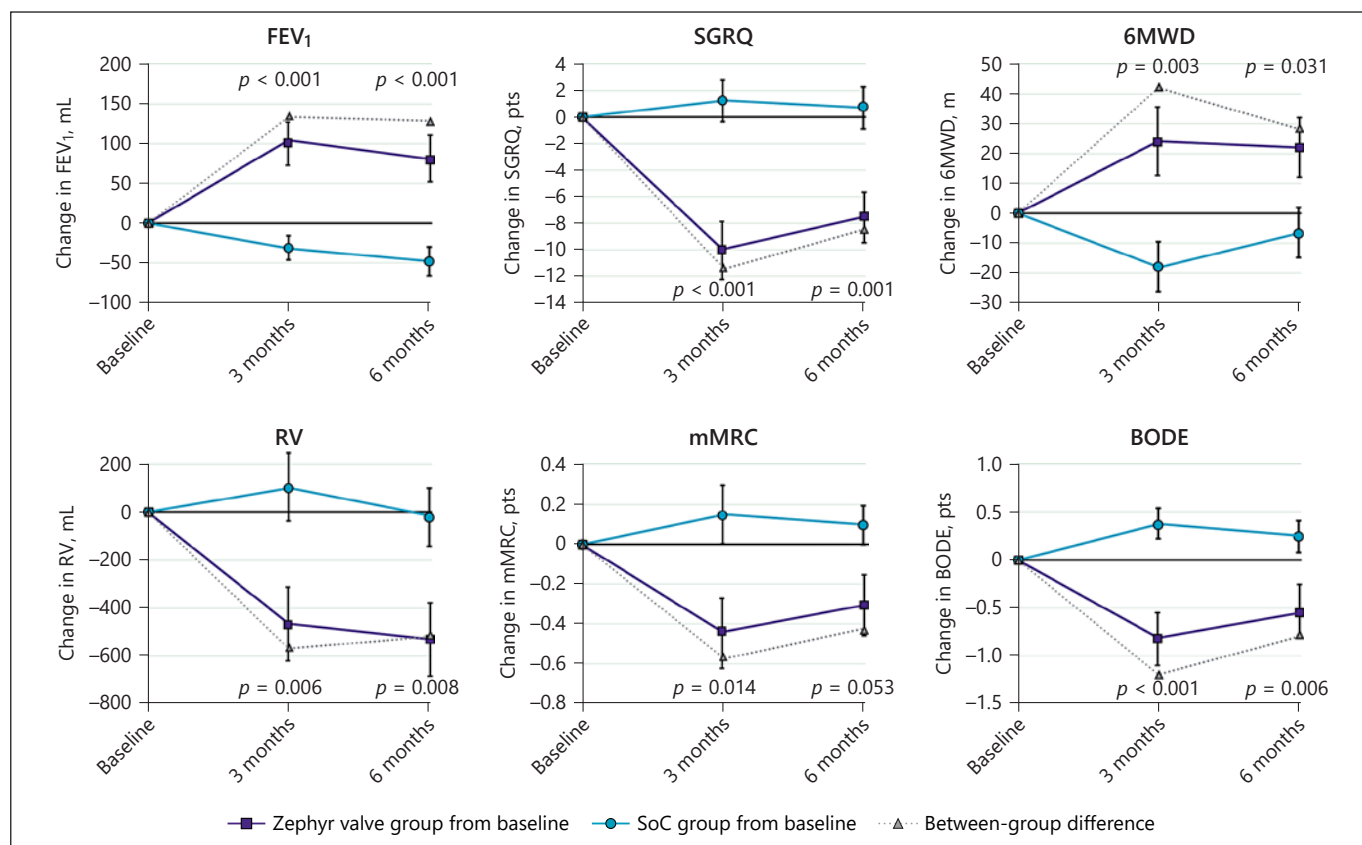 FEV₁
Change in FEV₁, mL
200
150
100
50
0
–50
–100
p < 0.001
p < 0.001
Baseline
3 months
6 months
SGRQ
Change in SGRQ, pts
4
2
0
–2
–4
–6
–8
–10
–12
–14
p < 0.001
p = 0.001
Baseline
3 months
6 months
6MWD
Change in 6MWD, m
50
40
30
20
10
0
–10
–20
–30
p = 0.003
p = 0.031
Baseline
3 months
6 months
RV
Change in RV, mL
200
0
–200
–400
–600
–800
p = 0.006
p = 0.008
Baseline
3 months
6 months
mMRC
Change in mMRC, pts
0.4
0.2
0
–0.2
–0.4
–0.6
–0.8
p = 0.014
p = 0.053
Baseline
3 months
6 months
BODE
Change in BODE, pts
1.0
0.5
0
–0.5
–1.0
–1.5
p < 0.001
p = 0.006
Baseline
3 months
6 months
Zephyr valve group from baseline
SoC group from baseline
Between-group difference